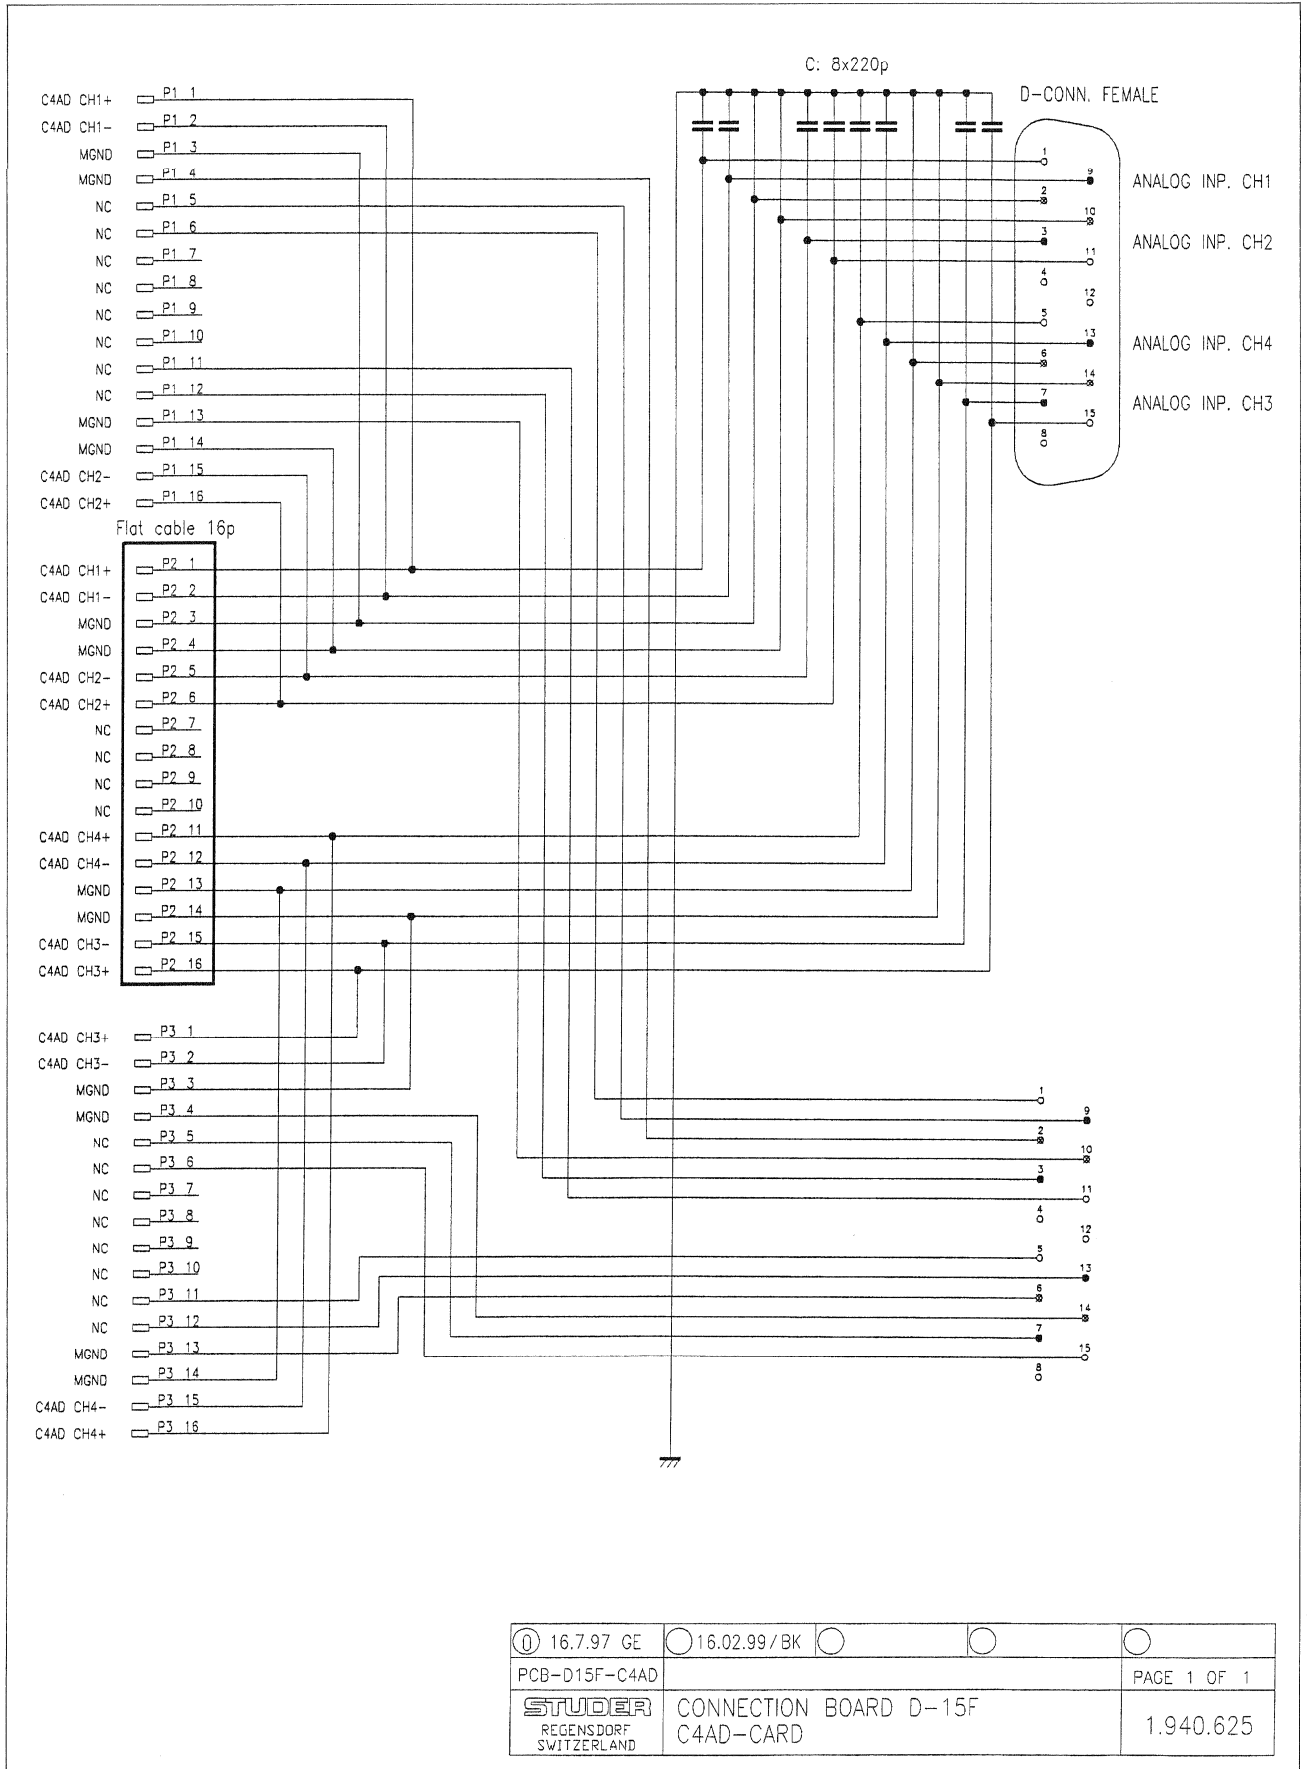 C: 8x220p
D-CONN. FEMALE
C4AD CH1+ P1 1
C4AD CH1- P1 2
MGND P1 3
MGND P1 4
NC P1 5
NC P1 6
NC P1 7
NC P1 8
NC P1 9
NC P1 10
NC P1 11
NC P1 12
MGND P1 13
MGND P1 14
C4AD CH2- P1 15
C4AD CH2+ P1 16
1
9 ANALOG INP. CH1
2
10
3 ANALOG INP. CH2
11
4
12
5
13 ANALOG INP. CH4
6
14
7 ANALOG INP. CH3
15
8
Flat cable 16p
C4AD CH1+ P2 1
C4AD CH1- P2 2
MGND P2 3
MGND P2 4
C4AD CH2- P2 5
C4AD CH2+ P2 6
NC P2 7
NC P2 8
NC P2 9
NC P2 10
C4AD CH4+ P2 11
C4AD CH4- P2 12
MGND P2 13
MGND P2 14
C4AD CH3- P2 15
C4AD CH3+ P2 16
C4AD CH3+ P3 1
C4AD CH3- P3 2
MGND P3 3
MGND P3 4
NC P3 5
NC P3 6
NC P3 7
NC P3 8
NC P3 9
NC P3 10
NC P3 11
NC P3 12
MGND P3 13
MGND P3 14
C4AD CH4- P3 15
C4AD CH4+ P3 16
1
9
2
10
3
11
4
12
5
13
6
14
7
15
8
0 16.7.97 GE 16.02.99/BK
PCB-D15F-C4AD PAGE 1 OF 1
STUDER
REGENSDORF
SWITZERLAND
CONNECTION BOARD D-15F
C4AD-CARD
1.940.625